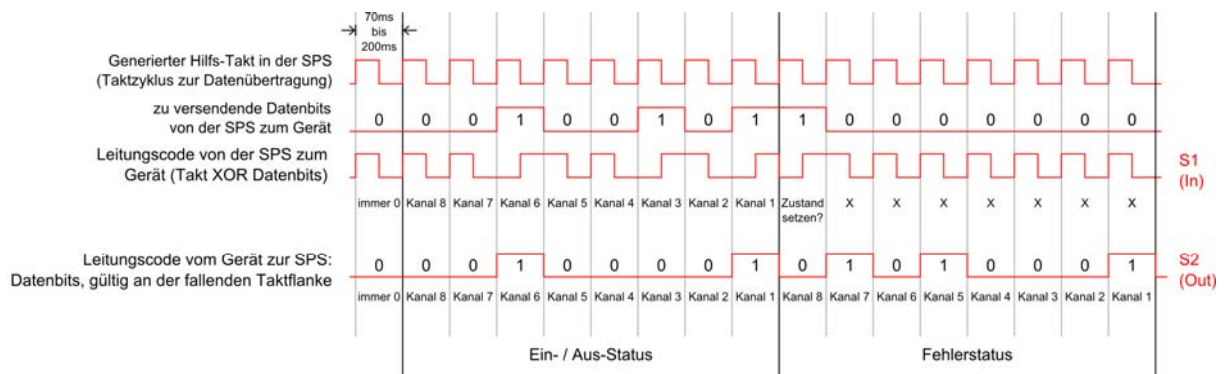 70ms
bis
200ms
Generierter Hilfs-Takt in der SPS
(Taktzyklus zur Datenübertragung)
zu versendende Datenbits
von der SPS zum Gerät
0 0 0 1 0 0 1 0 1 1 0 0 0 0 0 0 0
Leitungscode von der SPS zum
Gerät (Takt XOR Datenbits)
S1
(In)
immer 0 Kanal 8 Kanal 7 Kanal 6 Kanal 5 Kanal 4 Kanal 3 Kanal 2 Kanal 1 Zustand setzen? X X X X X X X
Leitungscode vom Gerät zur SPS:
Datenbits, gültig an der fallenden Taktflanke
0 0 0 1 0 0 0 0 1 0 1 0 1 0 0 0 1
S2
(Out)
immer 0 Kanal 8 Kanal 7 Kanal 6 Kanal 5 Kanal 4 Kanal 3 Kanal 2 Kanal 1 Kanal 8 Kanal 7 Kanal 6 Kanal 5 Kanal 4 Kanal 3 Kanal 2 Kanal 1
Ein- / Aus-Status Fehlerstatus